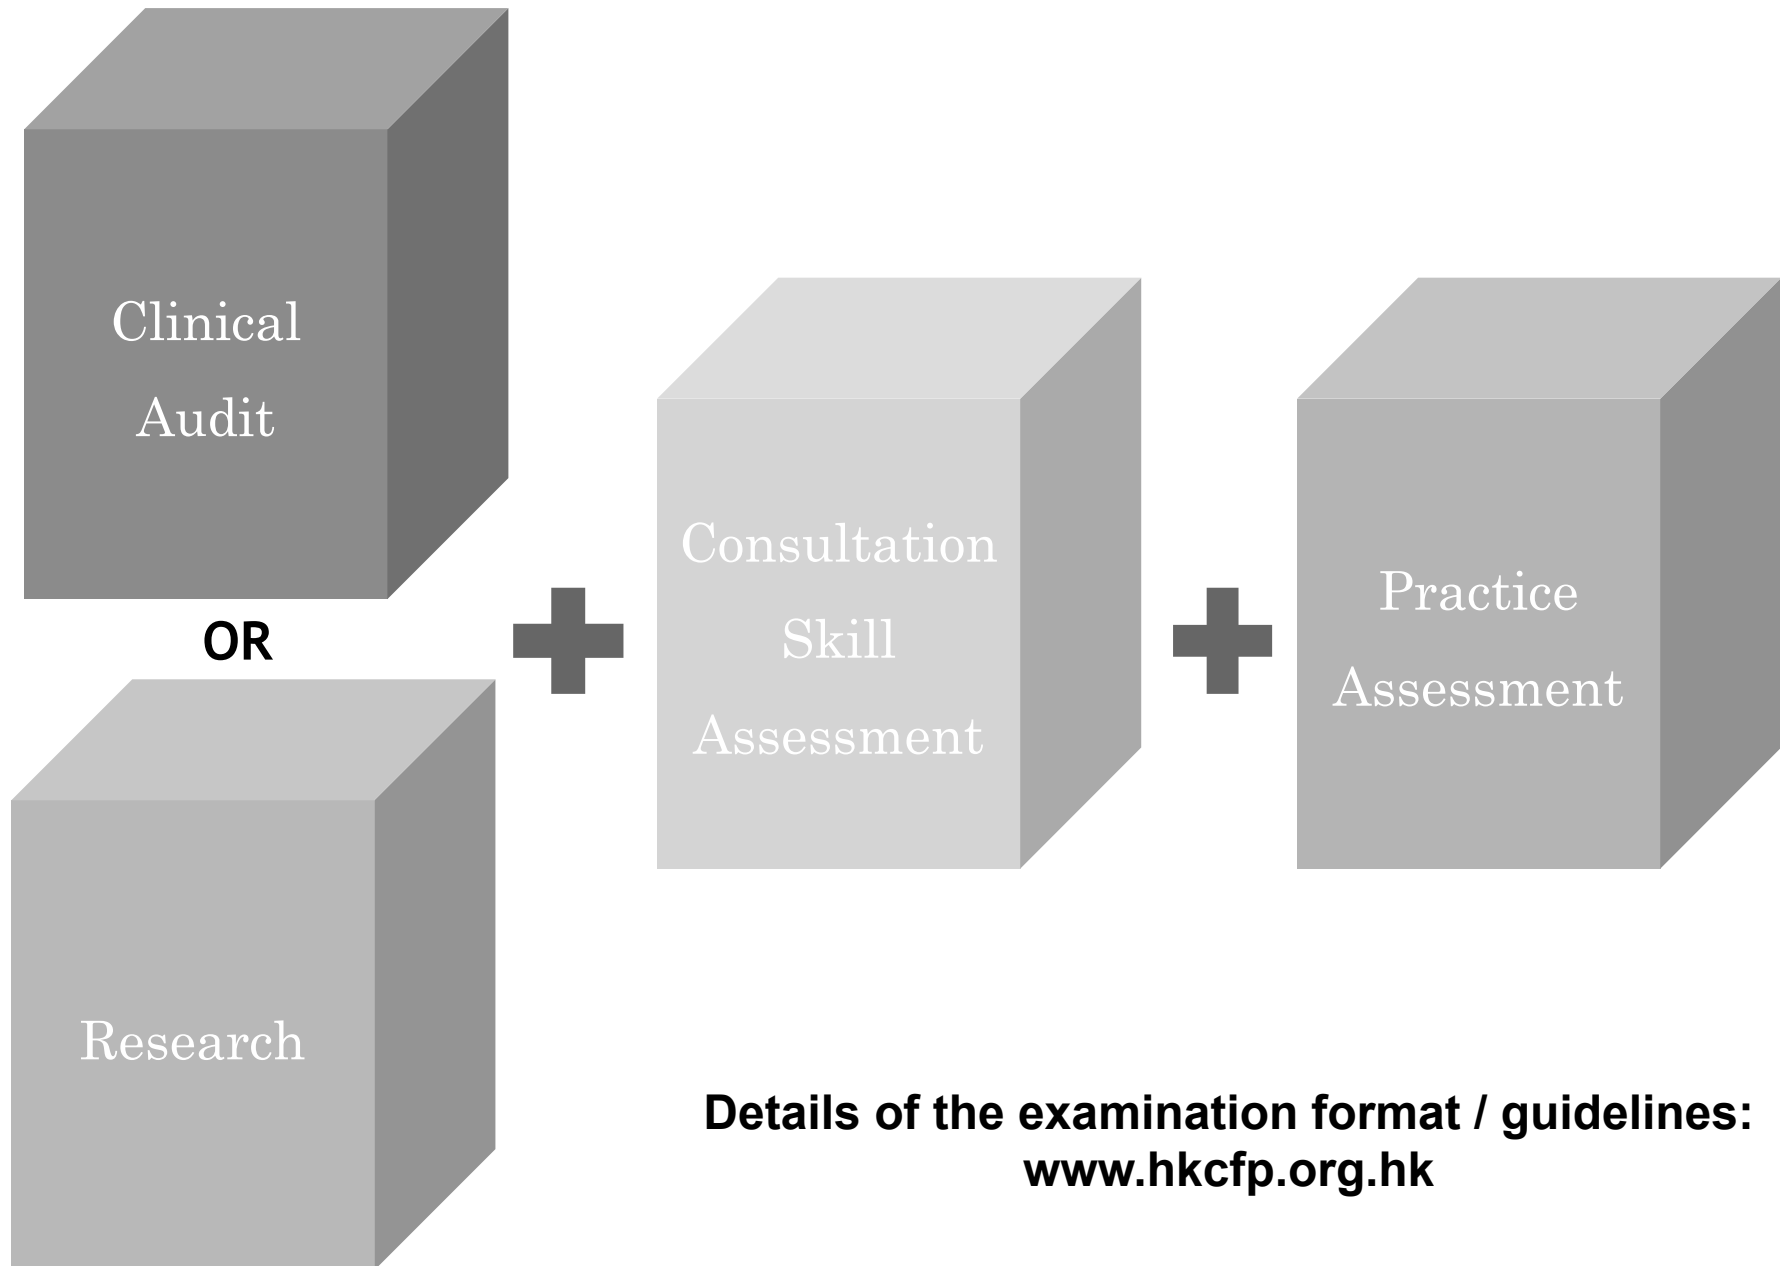 Clinical
Audit
OR
Research
Consultation
Skill
Assessment
Practice
Assessment
Details of the examination format / guidelines:
www.hkcfp.org.hk